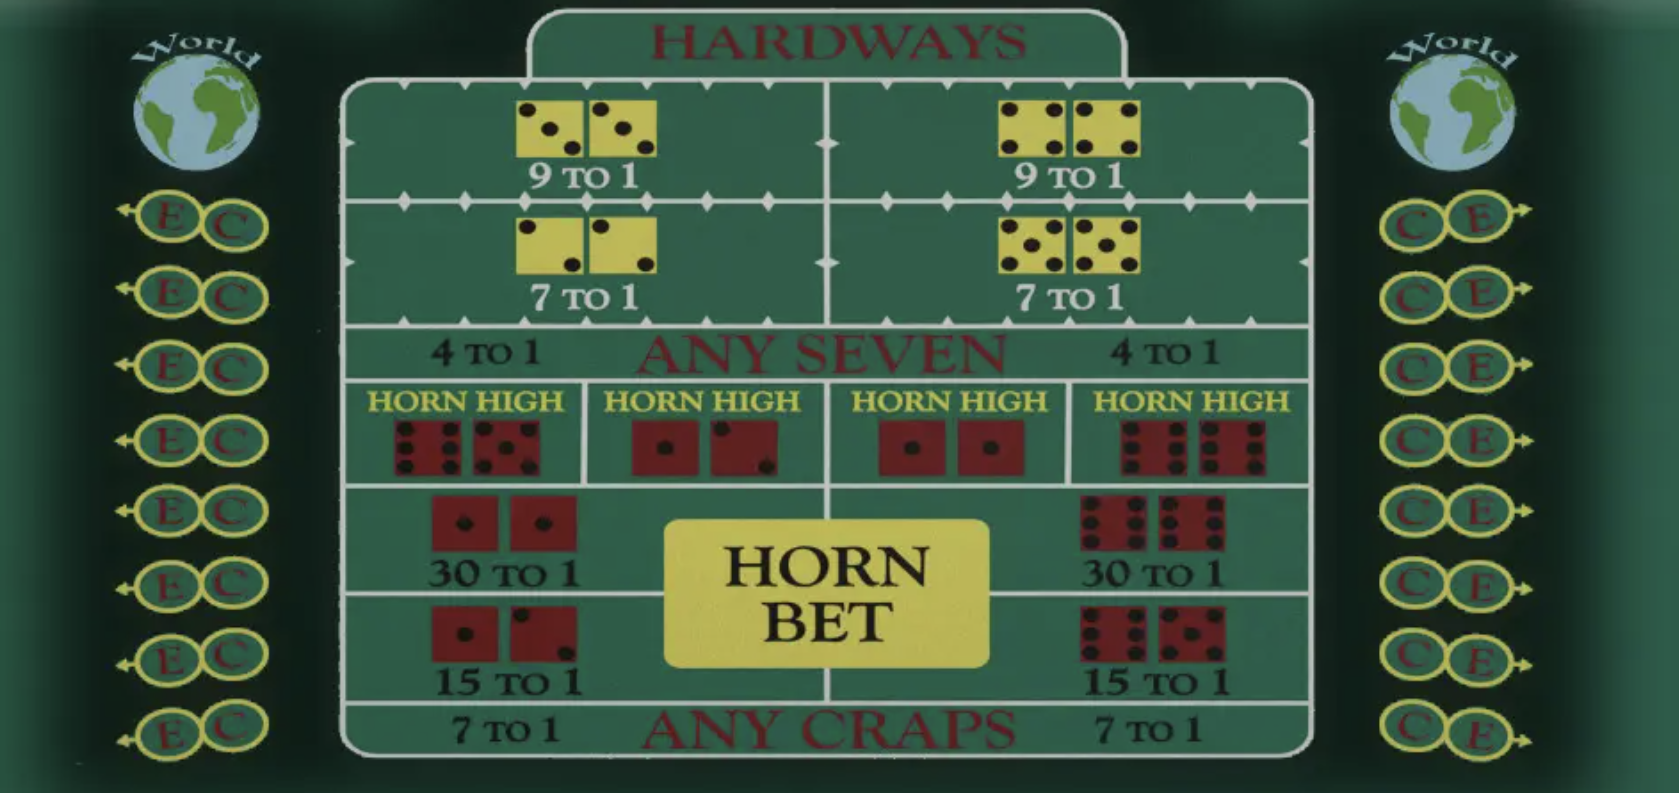 HARDWAYS
World
World
9 TO 1
9 TO 1
7 TO 1
7 TO 1
4 TO 1 ANY SEVEN 4 TO 1
HORN HIGH HORN HIGH HORN HIGH HORN HIGH
30 TO 1
30 TO 1
HORN
BET
15 TO 1
15 TO 1
7 TO 1 ANY CRAPS 7 TO 1
E C
E C
E C
E C
E C
E C
E C
E C
C E
C E
C E
C E
C E
C E
C E
C E